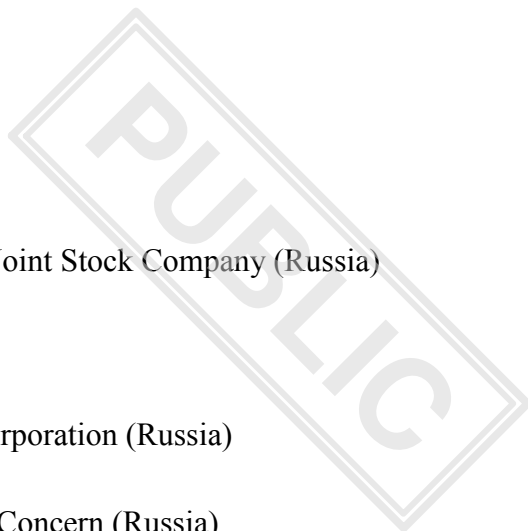 PUBLIC
Joint Stock Company (Russia)
rporation (Russia)
Concern (Russia)